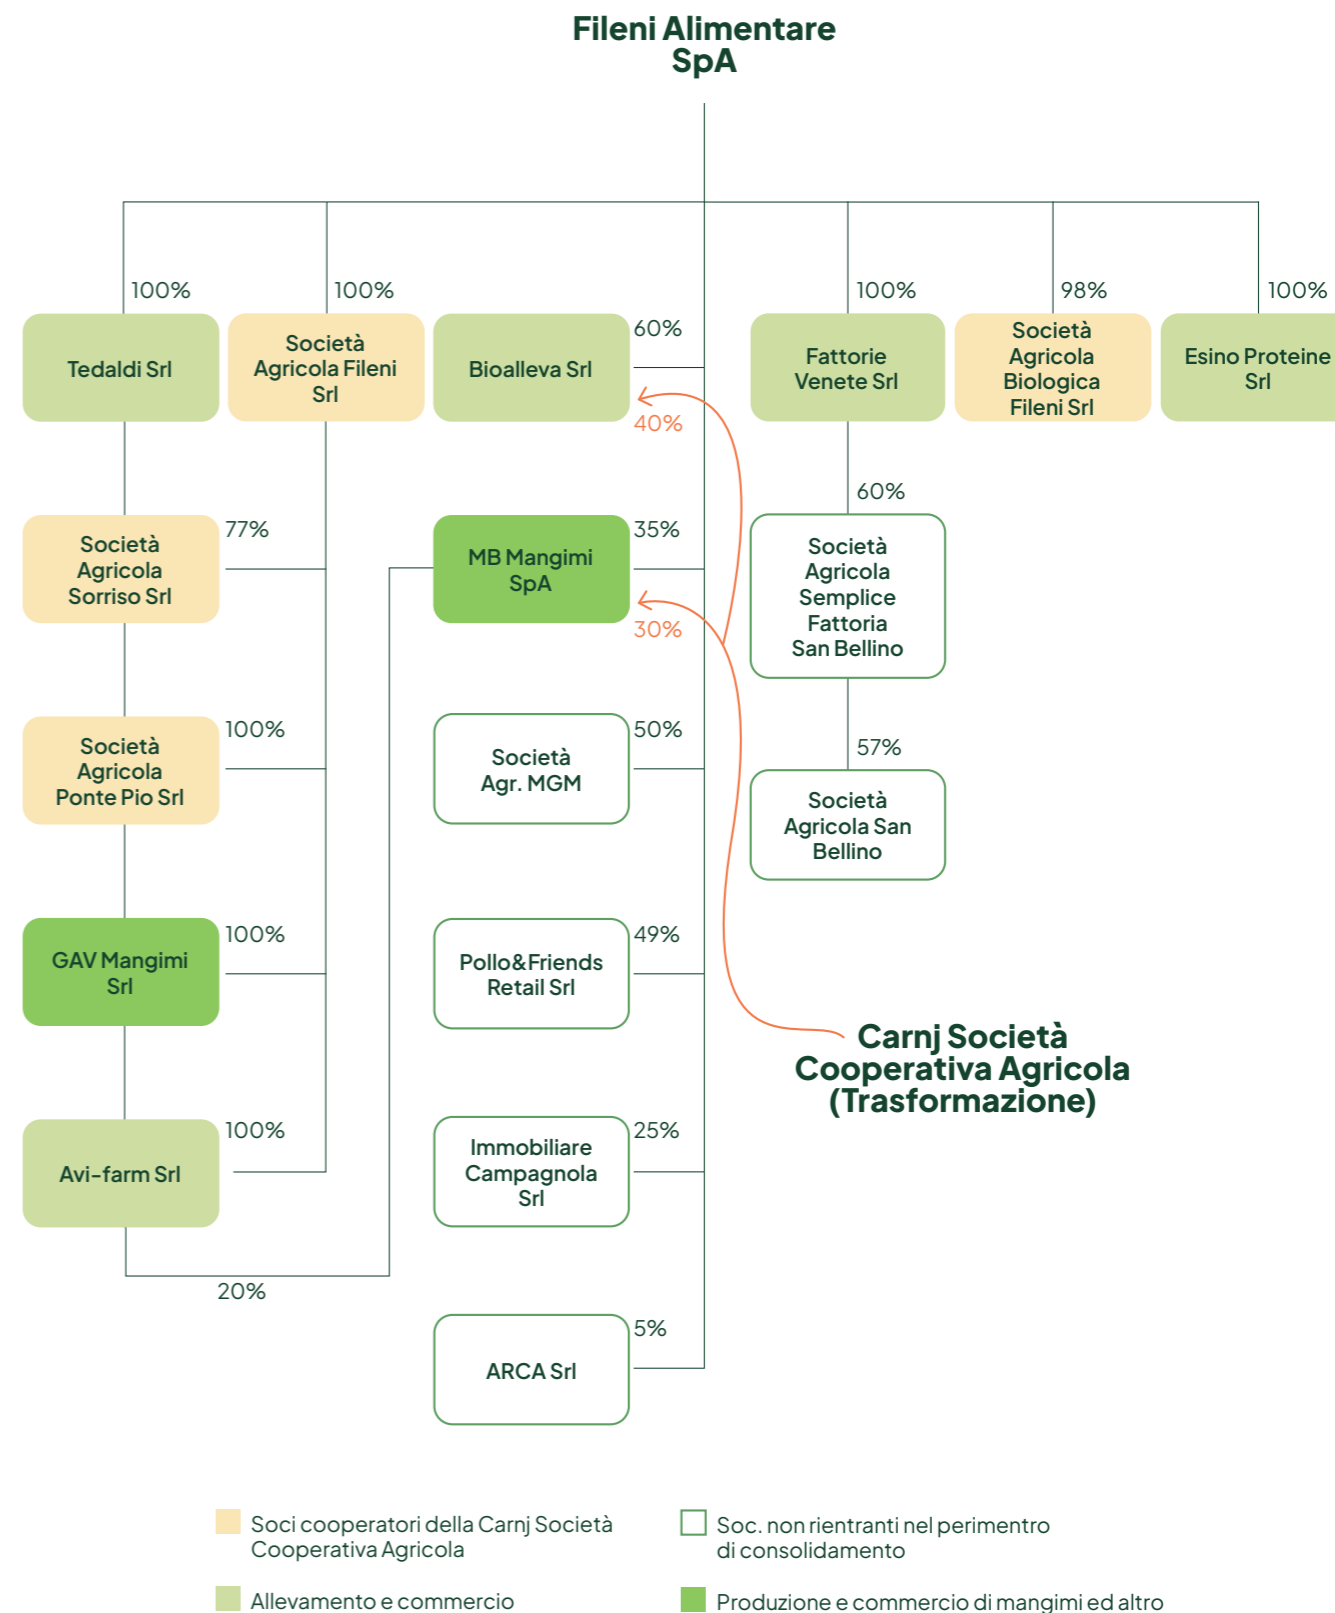 Fileni Alimentare
SpA
100%
100%
100%
98%
100%
Tedaldi Srl
Società
Agricola Fileni
Srl
Bioalleva Srl
60%
40%
Fattorie
Venete Srl
Società
Agricola
Biologica
Fileni Srl
Esino Proteine
Srl
Società
Agricola
Sorriso Srl
77%
MB Mangimi
SpA
35%
30%
60%
Società
Agricola
Semplice
Fattoria
San Bellino
Società
Agricola
Ponte Pio Srl
100%
Società
Agr. MGM
50%
57%
Società
Agricola San
Bellino
GAV Mangimi
Srl
100%
Pollo&Friends
Retail Srl
49%
Carnj Società
Cooperativa Agricola
(Trasformazione)
Avi-farm Srl
100%
Immobiliare
Campagnola
Srl
25%
20%
ARCA Srl
5%
Soci cooperatori della Carnj Società
Cooperativa Agricola
Soc. non rientranti nel perimentro
di consolidamento
Allevamento e commercio
Produzione e commercio di mangimi ed altro